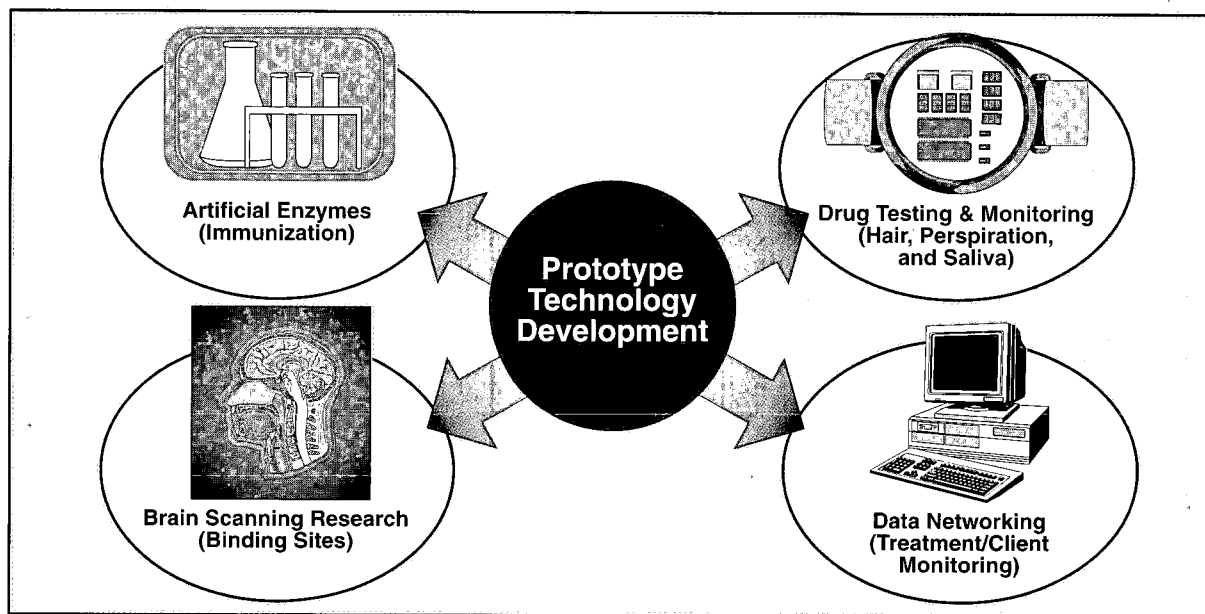 Artificial Enzymes
(Immunization)
Drug Testing & Monitoring
(Hair, Perspiration,
and Saliva)
Prototype
Technology
Development
Brain Scanning Research
(Binding Sites)
Data Networking
(Treatment/Client
Monitoring)